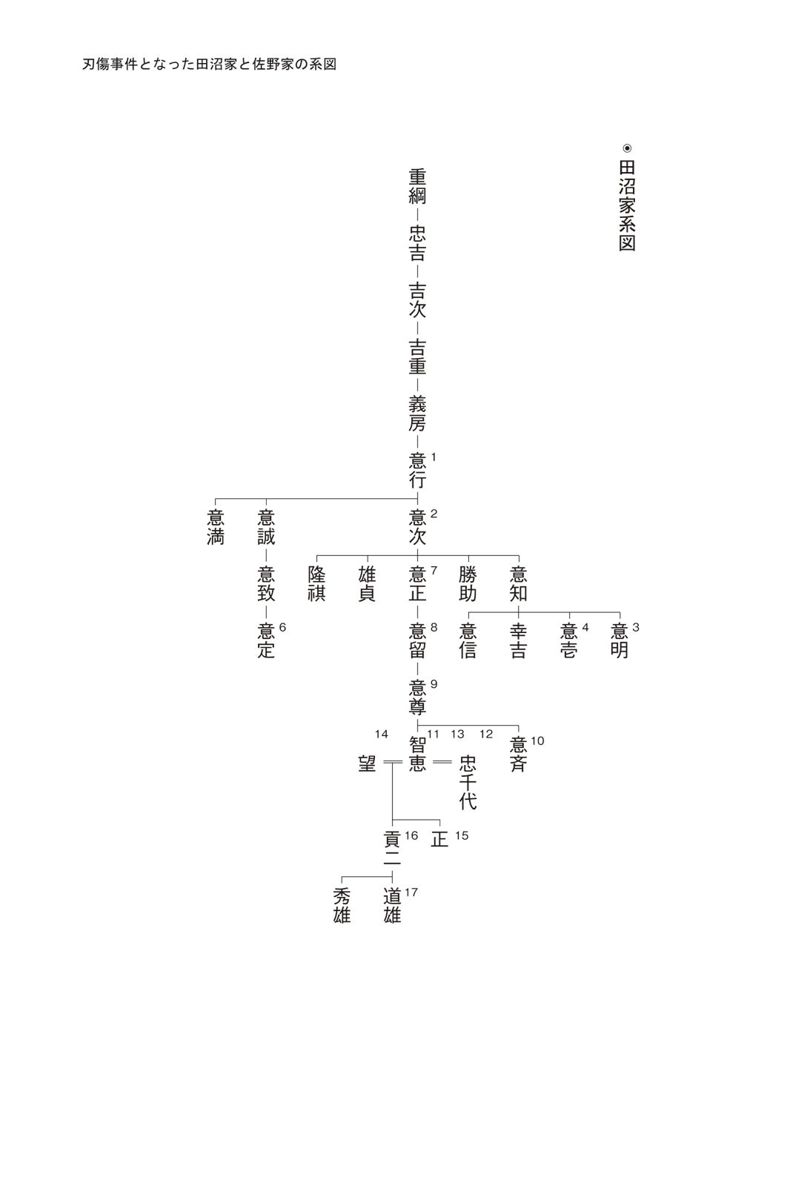 刃傷事件となった田沼家と佐野家の系図
◉田沼家系図
重綱
忠吉
吉次
吉重
義房
意行 1
意次 2
意誠
意満
意知
勝助
意正 7
雄貞
隆祺
意致
意明 3
意壱 4
幸吉
意信
意留 8
意定 6
意尊 9
意斉 10
12
13
忠千代
智恵 11
14
望
正 15
貢二 16
道雄 17
秀雄